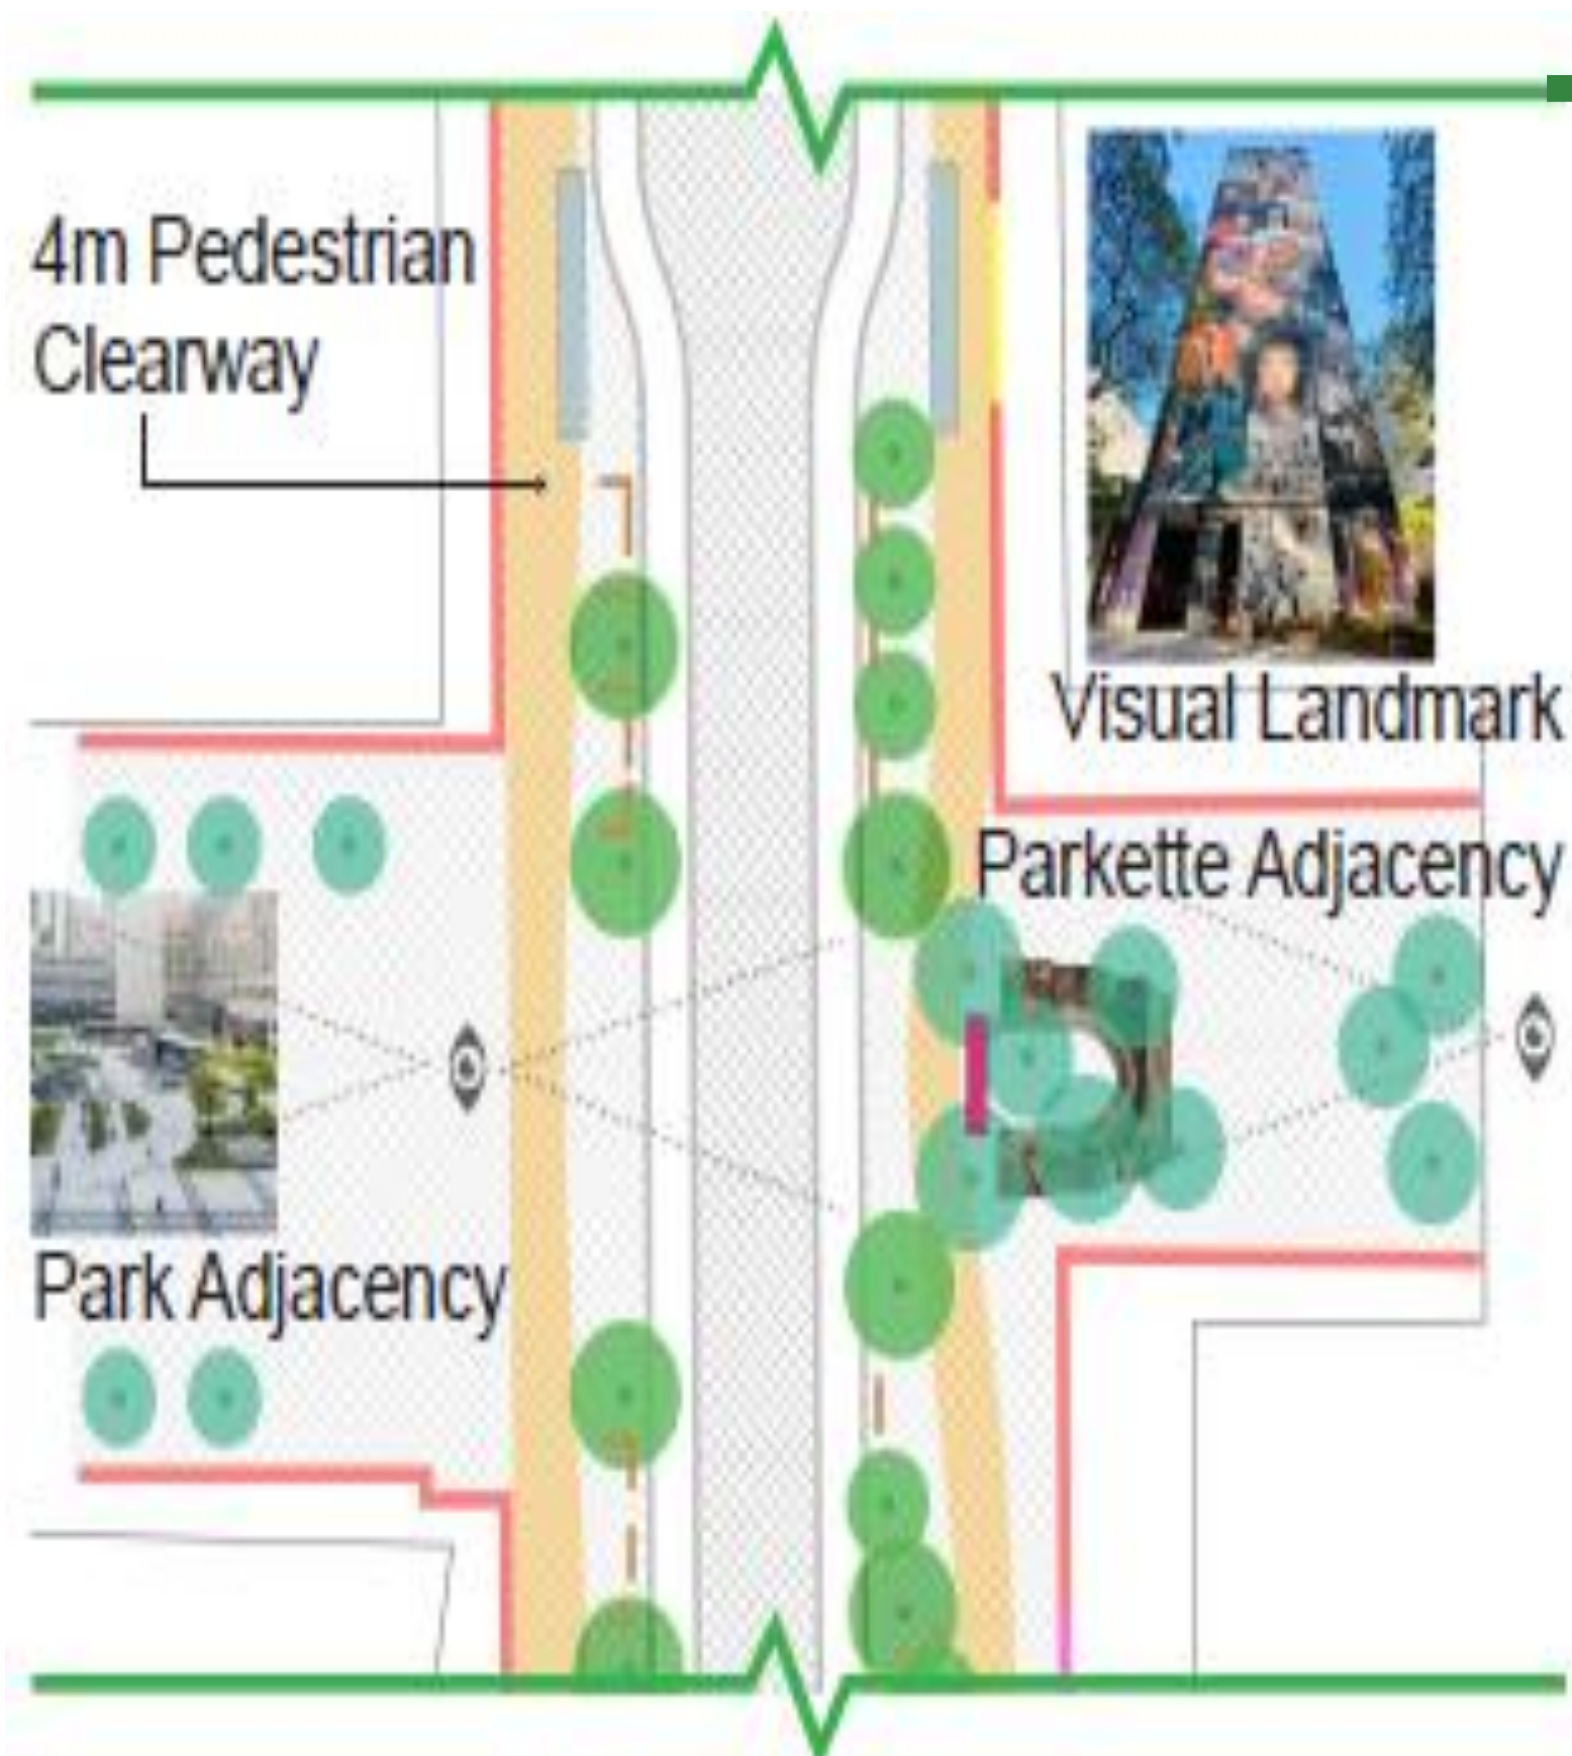 4m Pedestrian
Clearway
Visual Landmark
Parkette Adjacency
Park Adjacency